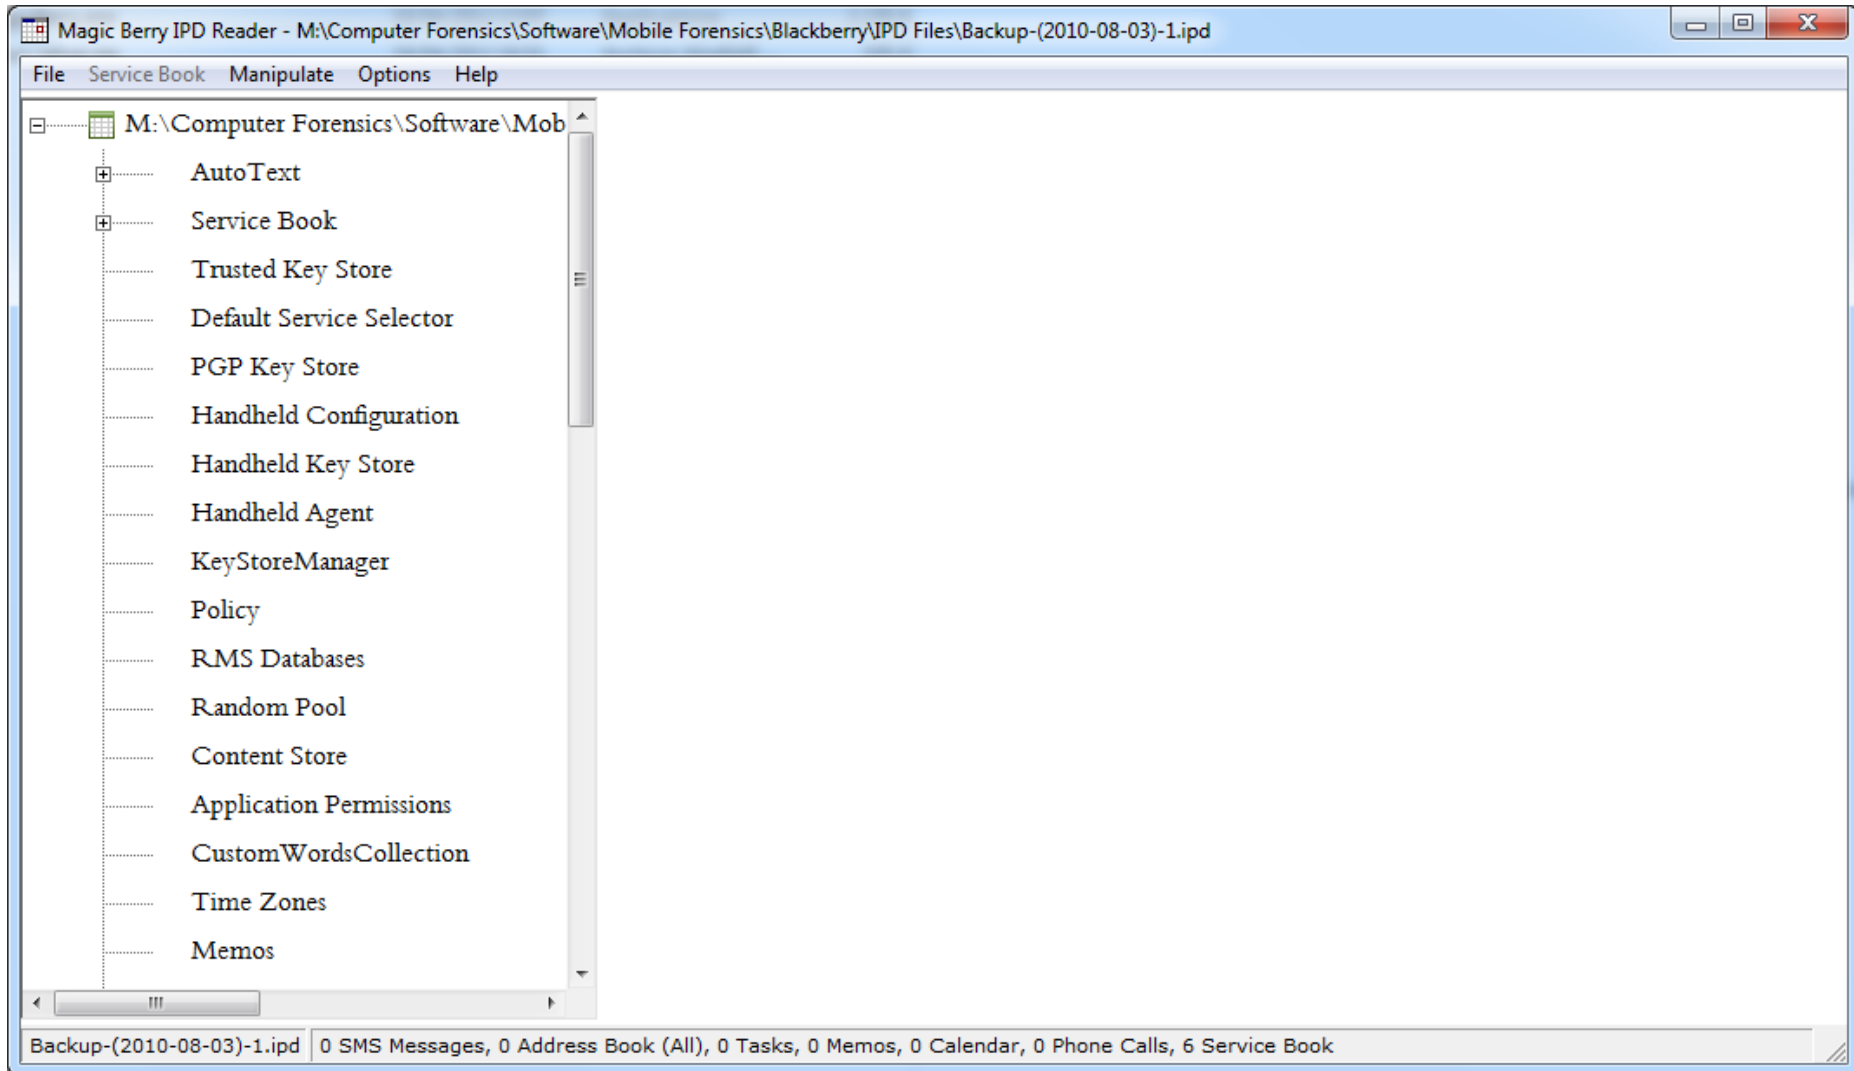 Magic Berry IPD Reader - M:\Computer Forensics\Software\Mobile Forensics\Blackberry\IPD Files\Backup-(2010-08-03)-1.ipd
File Service Book Manipulate Options Help
M:\Computer Forensics\Software\Mob
AutoText
Service Book
Trusted Key Store
Default Service Selector
PGP Key Store
Handheld Configuration
Handheld Key Store
Handheld Agent
KeyStoreManager
Policy
RMS Databases
Random Pool
Content Store
Application Permissions
CustomWordsCollection
Time Zones
Memos
Backup-(2010-08-03)-1.ipd 0 SMS Messages, 0 Address Book (All), 0 Tasks, 0 Memos, 0 Calendar, 0 Phone Calls, 6 Service Book